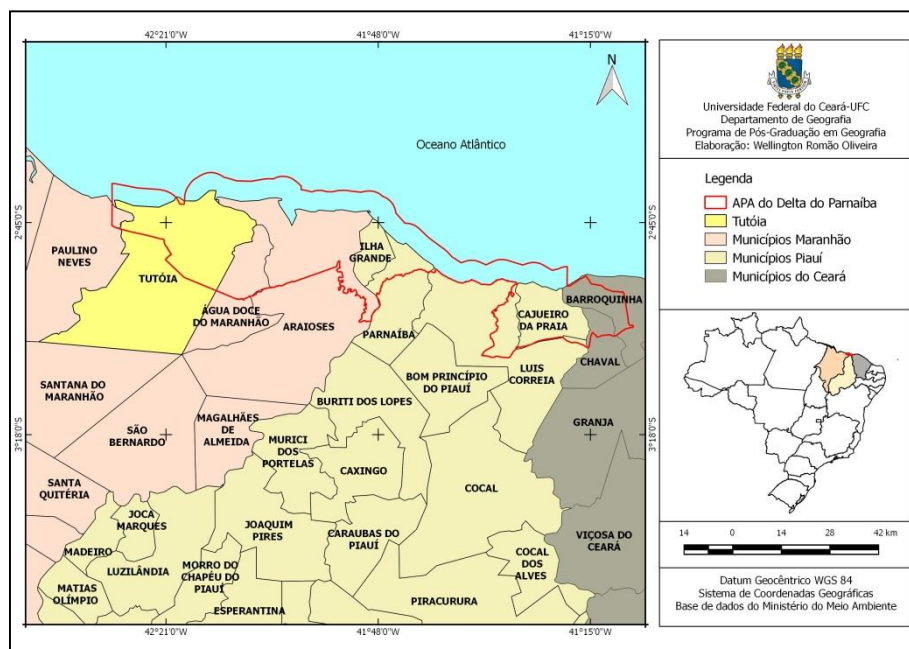 42°21.0'W
41°48.0'W
41°15.0'W
N
Oceano Atlântico
2°45.0'S
2°45.0'S
PAULINO
NEVES
TUTÓIA
ILHA
GRANDE
ÁGUA DOCE
DO MARANHÃO
ARAIOSES
PARNAÍBA
CAJUEIRO
DA PRAIA
BARROQUINHA
CHAVAL
LUIS
CORREIA
BOM PRINCÍPIO
DO PIAUÍ
BURITI DOS LOPES
SANTANA DO
MARANHÃO
SÃO
BERNARDO
MAGALHÃES
DE
ALMEIDA
GRANJA
3°18.0'S
3°18.0'S
MURICI
DOS
PORTELAS
CAXINGO
COCAL
SANTA
QUITÉRIA
JOCA
MARQUES
JOAQUIM
PIRES
CARAUBAS DO
PIAUÍ
VIÇOSA DO
CEARÁ
MADEIRO
LUZILÂNDIA
MORRO DO
CHAPÉU DO
PIAUÍ
COCAL
DOS
ALVES
MATIAS
OLÍMPIO
ESPERANTINA
PIRACURURA
42°21.0'W
41°48.0'W
41°15.0'W
Universidade Federal do Ceará-UFC
Departamento de Geografia
Programa de Pós-Graduação em Geografia
Elaboração: Wellington Romão Oliveira
Legenda
APA do Delta do Parnaíba
Tutóia
Municípios Maranhão
Municípios Piauí
Municípios do Ceará
14 0 14 28 42 km
Datum Geocêntrico WGS 84
Sistema de Coordenadas Geográficas
Base de dados do Ministério do Meio Ambiente